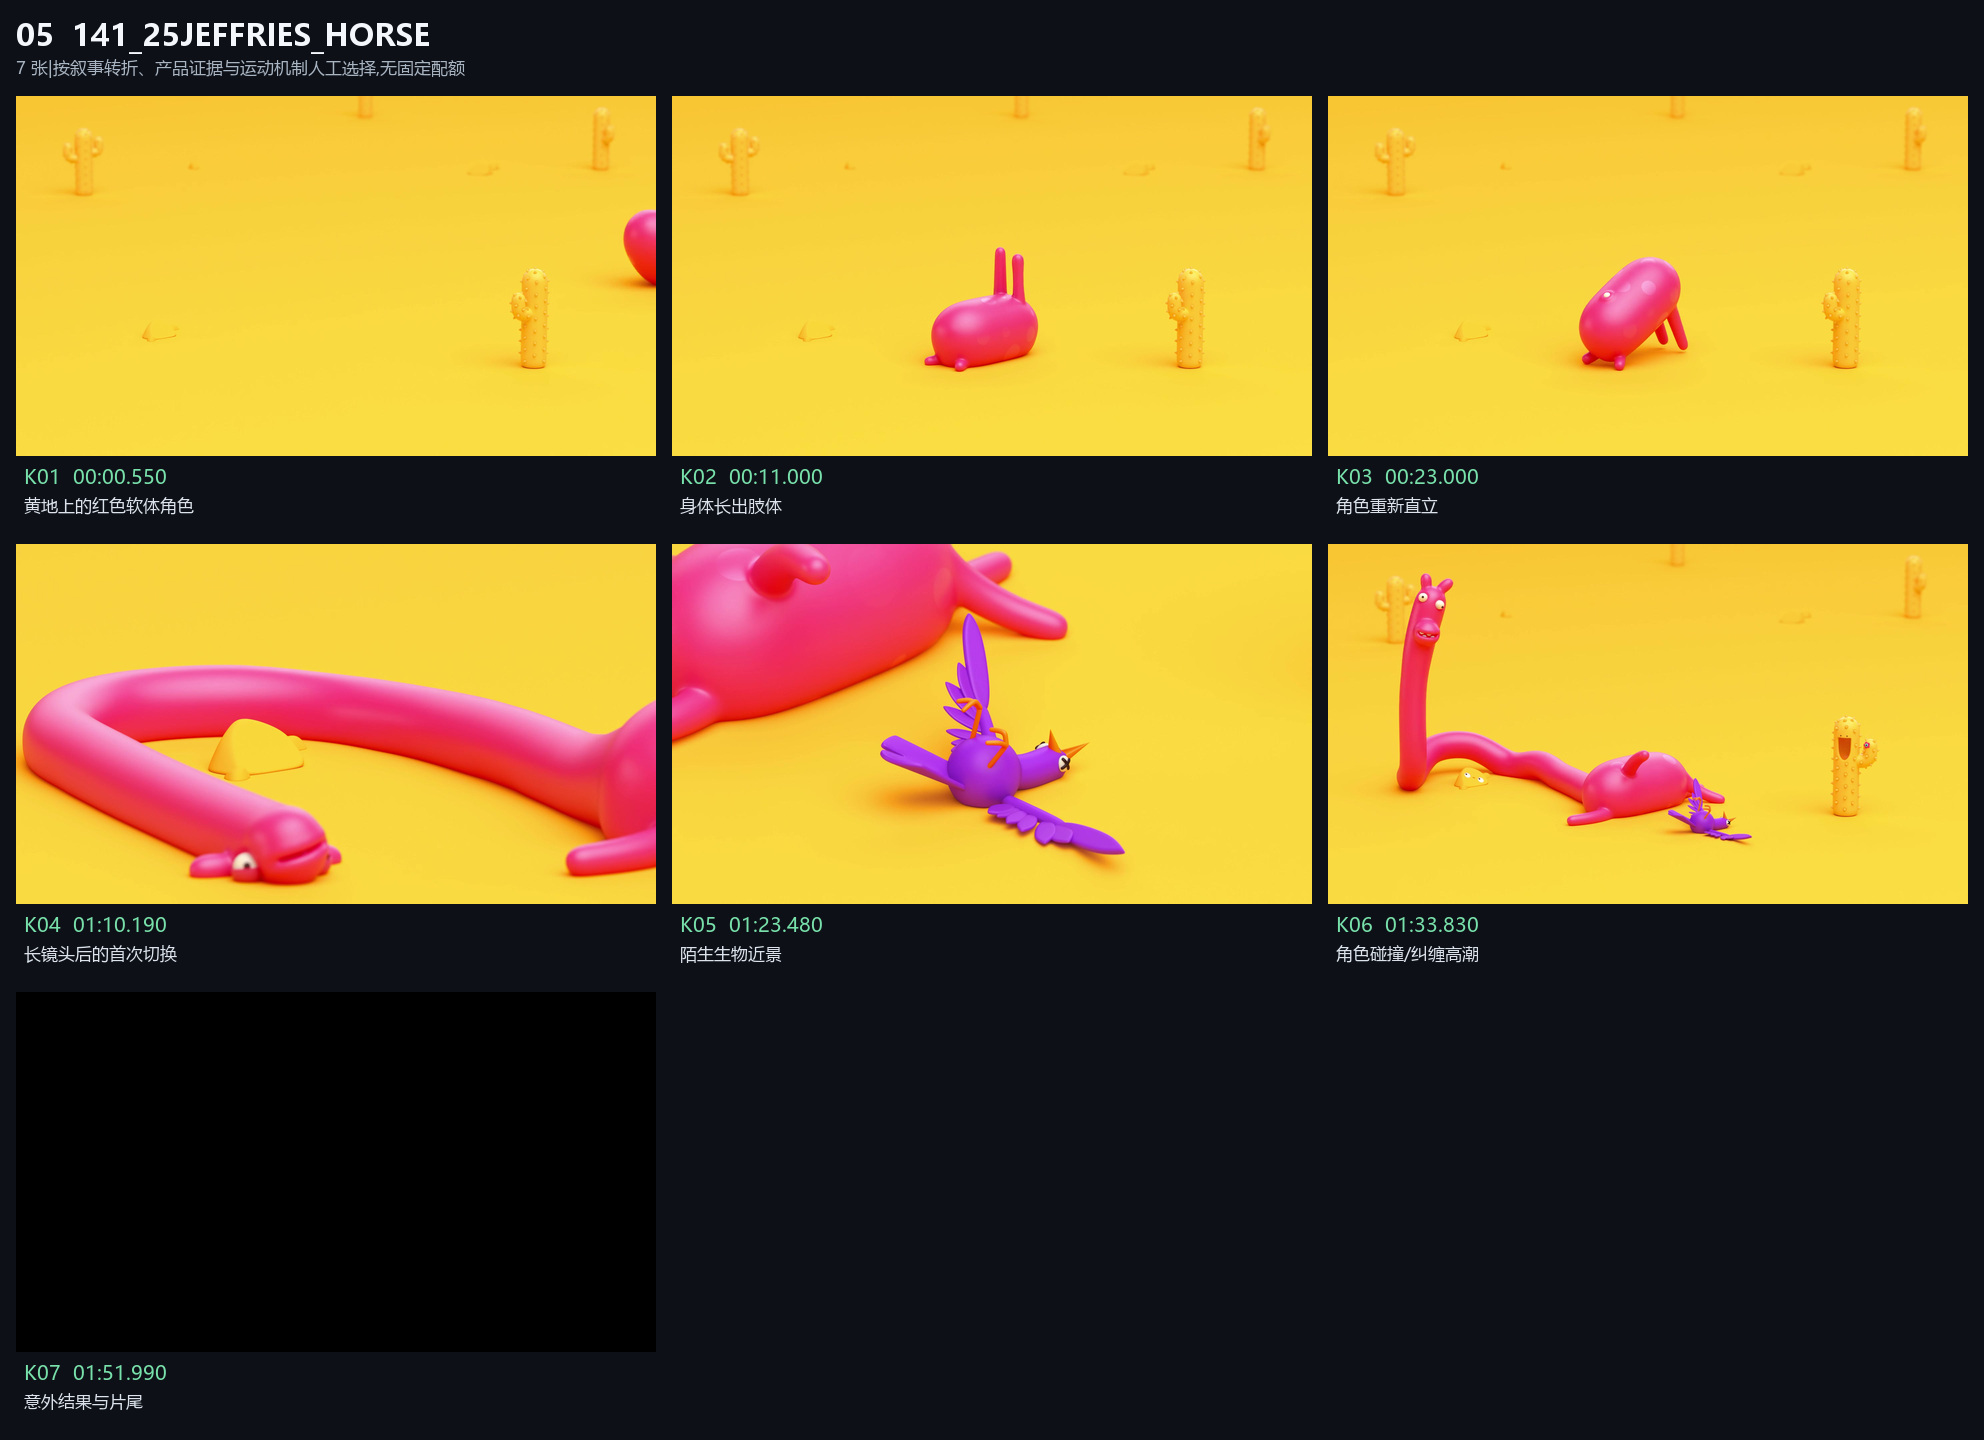 05 141_25JEFFRIES_HORSE
7 张|按叙事转折、产品证据与运动机制人工选择,无固定配额
K01 00:00.550
黄地上的红色软体角色
K02 00:11.000
身体长出肢体
K03 00:23.000
角色重新直立
K04 01:10.190
长镜头后的首次切换
K05 01:23.480
陌生生物近景
K06 01:33.830
角色碰撞/纠缠高潮
K07 01:51.990
意外结果与片尾